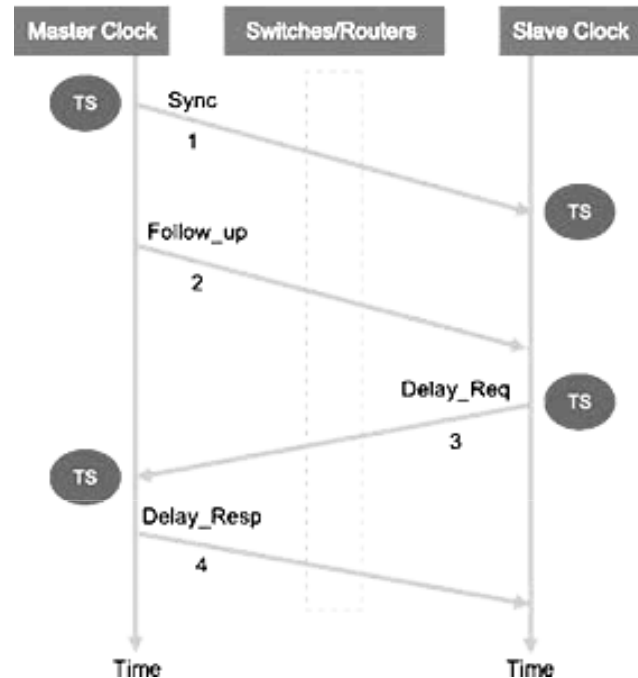 Master Clock
Switches/Routers
Slave Clock
TS
Sync
1
TS
Follow_up
2
Delay_Req
TS
3
TS
Delay_Resp
4
Time
Time